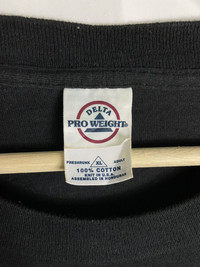 DELTA
PRO WEIGHT
PRESHRUNK XL ADULT
100% COTTON
KNIT IN U.S.A.
ASSEMBLED IN HONDURAS